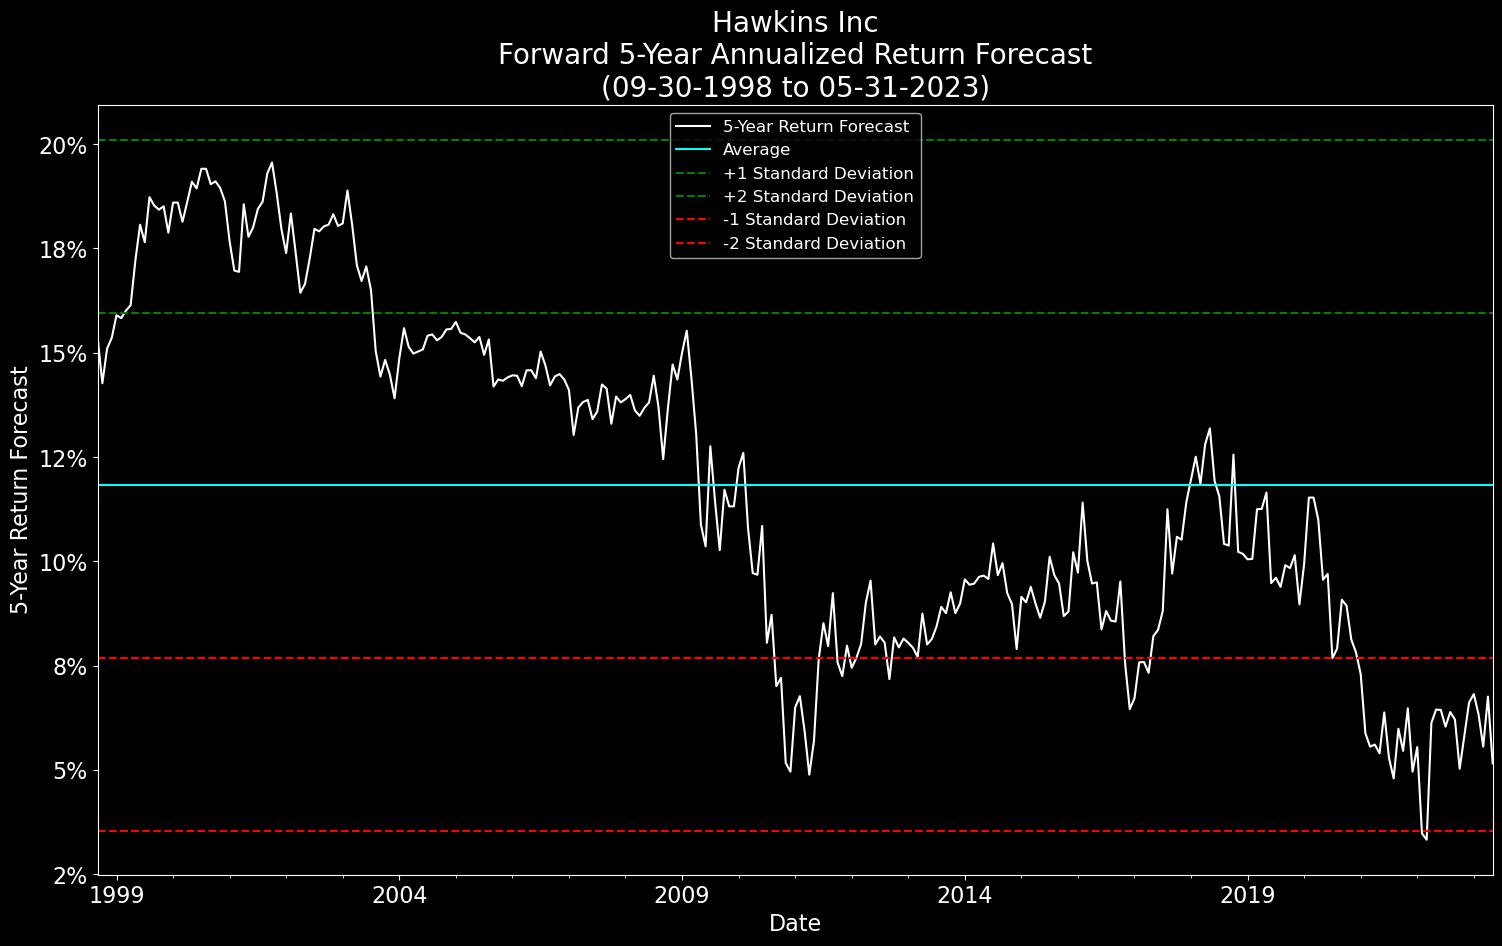 Hawkins Inc
Forward 5-Year Annualized Return Forecast
(09-30-1998 to 05-31-2023)
5-Year Return Forecast
Average
+1 Standard Deviation
+2 Standard Deviation
-1 Standard Deviation
-2 Standard Deviation
20%
18%
15%
12%
10%
8%
5%
2%
5-Year Return Forecast
1999
2004
2009
2014
2019
Date